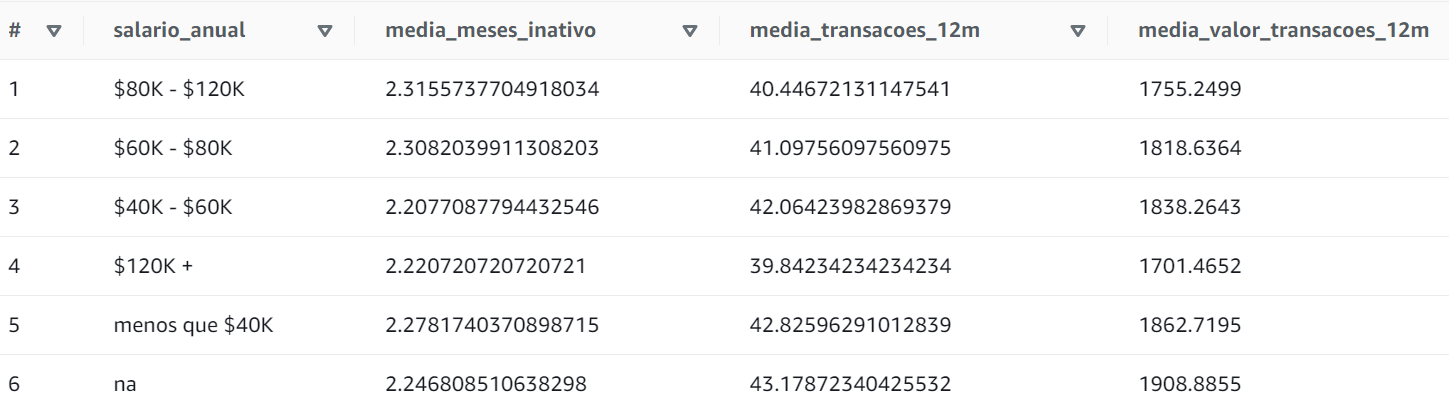 # salario_anual media_meses_inativo media_transacoes_12m media_valor_transacoes_12m
1 $80K - $120K 2.3155737704918034 40.44672131147541 1755.2499
2 $60K - $80K 2.3082039911308203 41.09756097560975 1818.6364
3 $40K - $60K 2.2077087794432546 42.06423982869379 1838.2643
4 $120K + 2.220720720720721 39.84234234234234 1701.4652
5 menos que $40K 2.2781740370898715 42.82596291012839 1862.7195
6 na 2.246808510638298 43.17872340425532 1908.8855